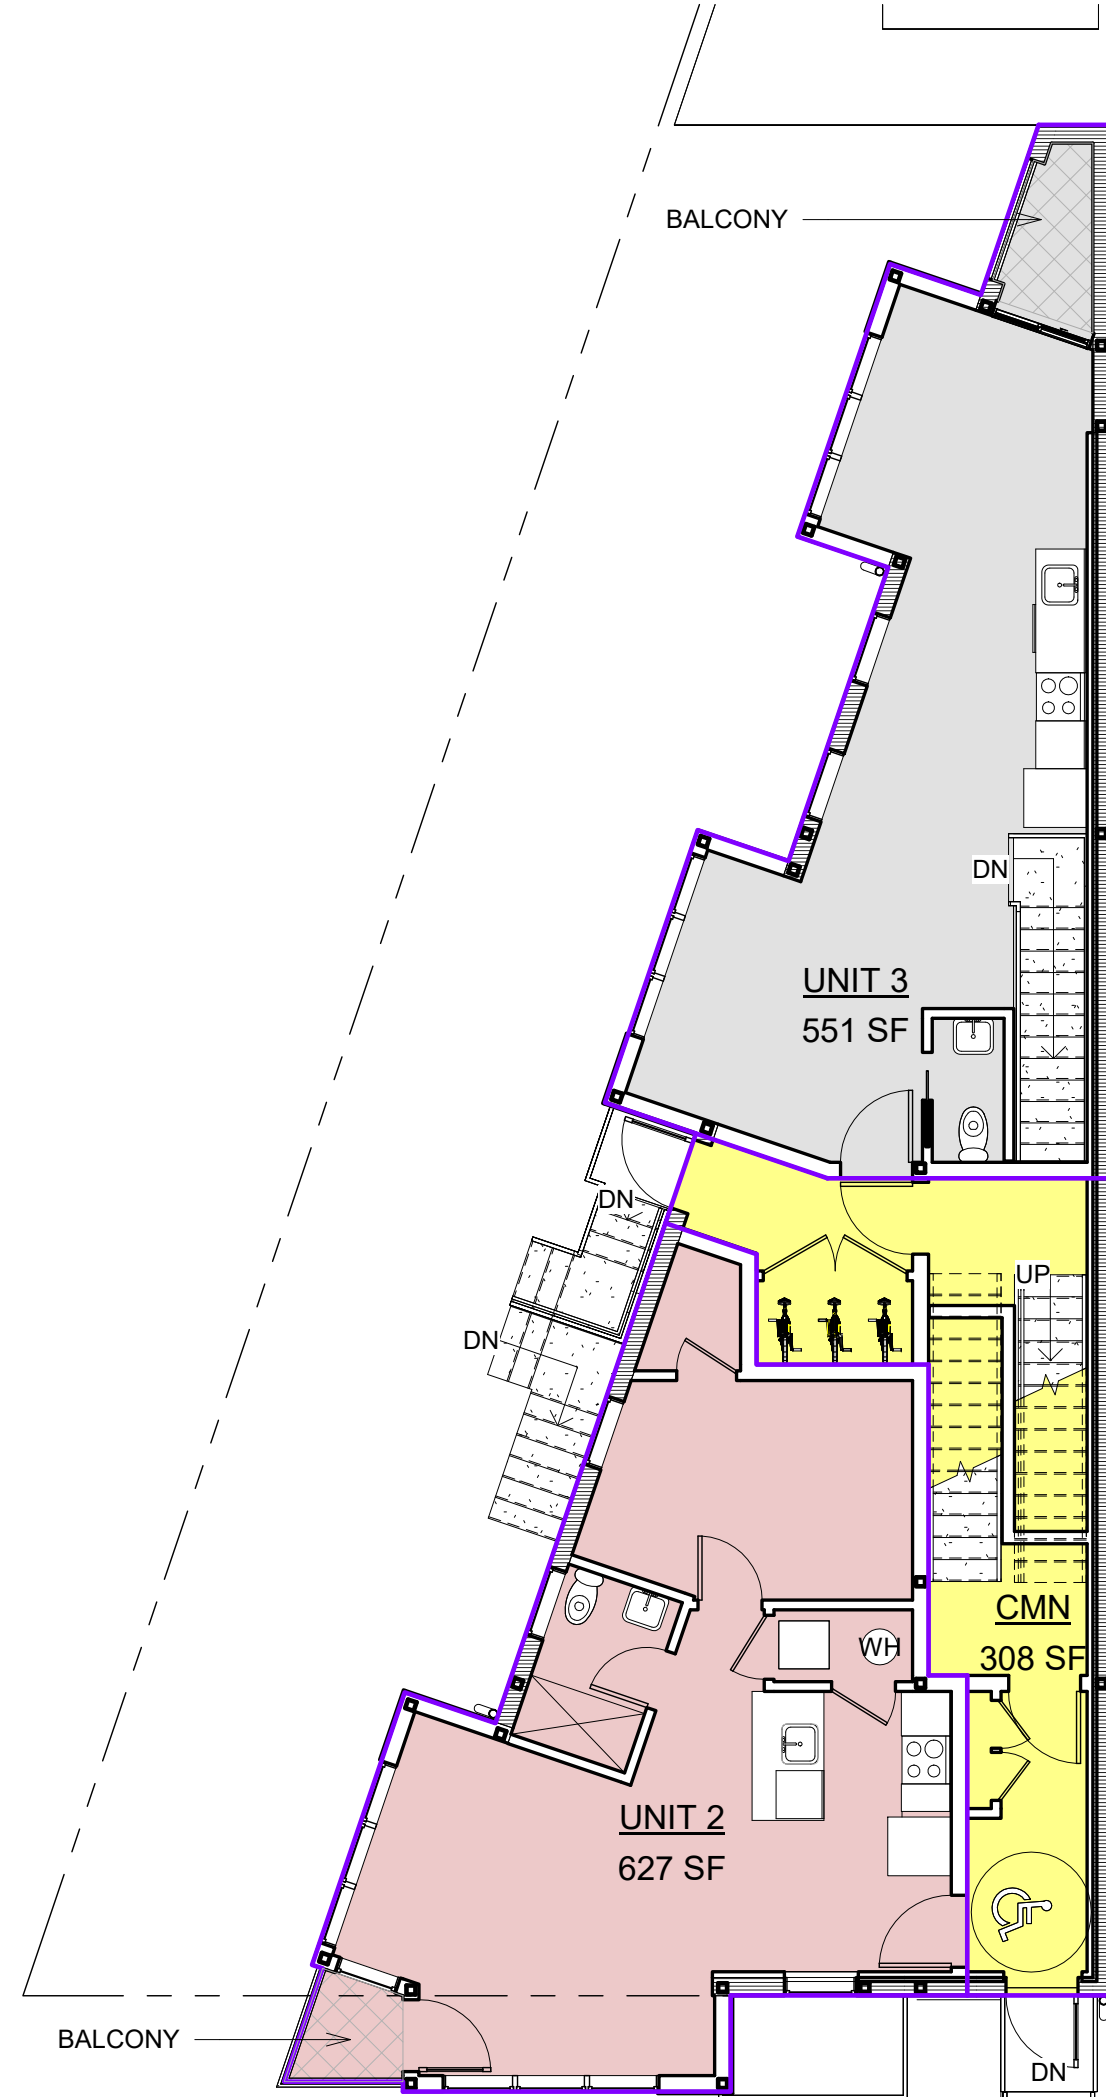 BALCONY
DN
UNIT 3
551 SF
DN
UP
DN
CMN
308 SF
WH
UNIT 2
627 SF
BALCONY
DN